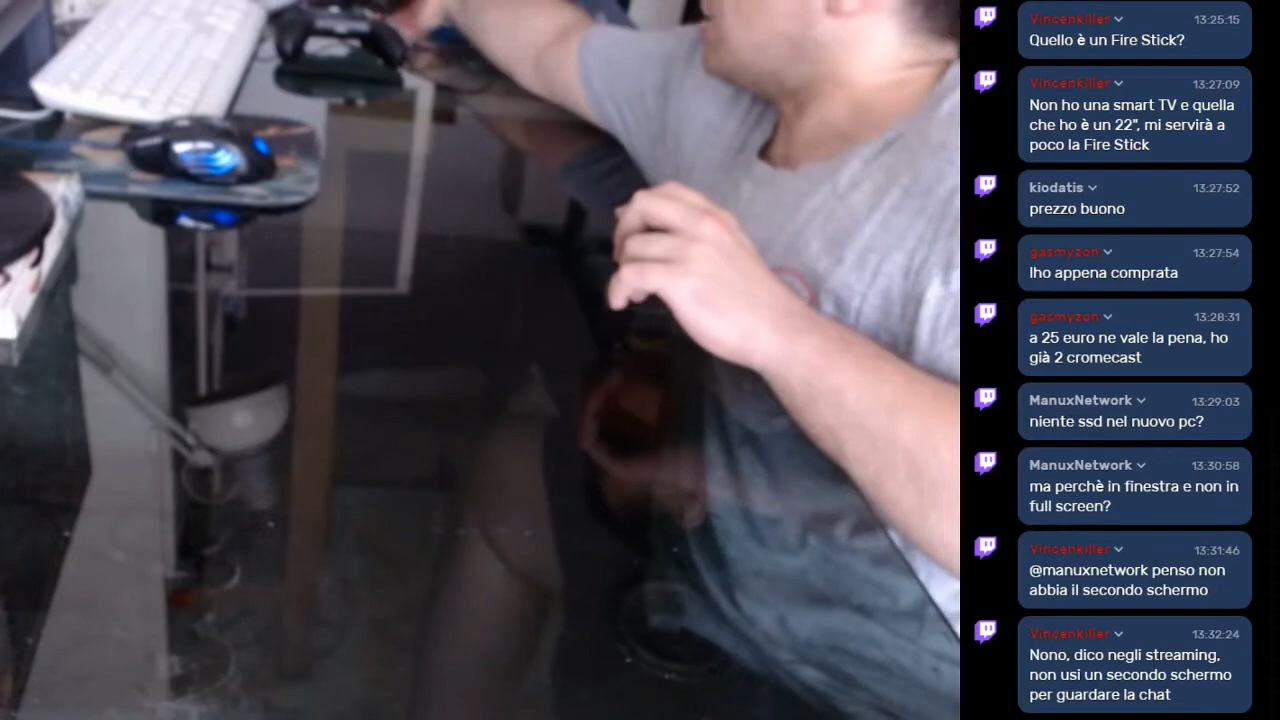 Vincenkiller 13:25:15
Quello è un Fire Stick?
Vincenkiller 13:27:09
Non ho una smart TV e quella
che ho è un 22", mi servirà a
poco la Fire Stick
kiodatis 13:27:52
prezzo buono
gasmyzon 13:27:54
lho appena comprata
gasmyzon 13:28:31
a 25 euro ne vale la pena, ho
già 2 cromecast
ManuxNetwork 13:29:03
niente ssd nel nuovo pc?
ManuxNetwork 13:30:58
ma perchè in finestra e non in
full screen?
Vincenkiller 13:31:46
@manuxnetwork penso non
abbia il secondo schermo
Vincenkiller 13:32:24
Nono, dico negli streaming,
non usi un secondo schermo
per guardare la chat